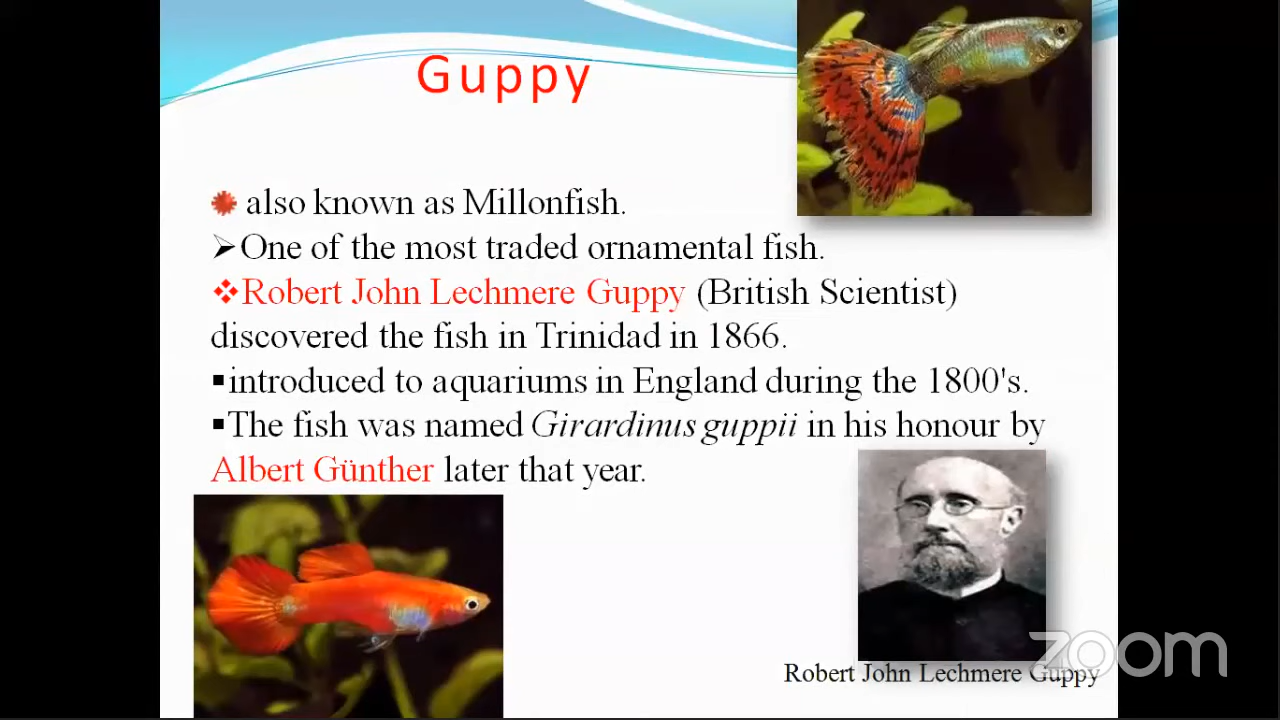 Guppy
also known as Millonfish.
One of the most traded ornamental fish.
Robert John Lechmere Guppy (British Scientist)
discovered the fish in Trinidad in 1866.
introduced to aquariums in England during the 1800's.
The fish was named Girardinus guppii in his honour by
Albert Günther later that year.
zoom
Robert John Lechmere Guppy